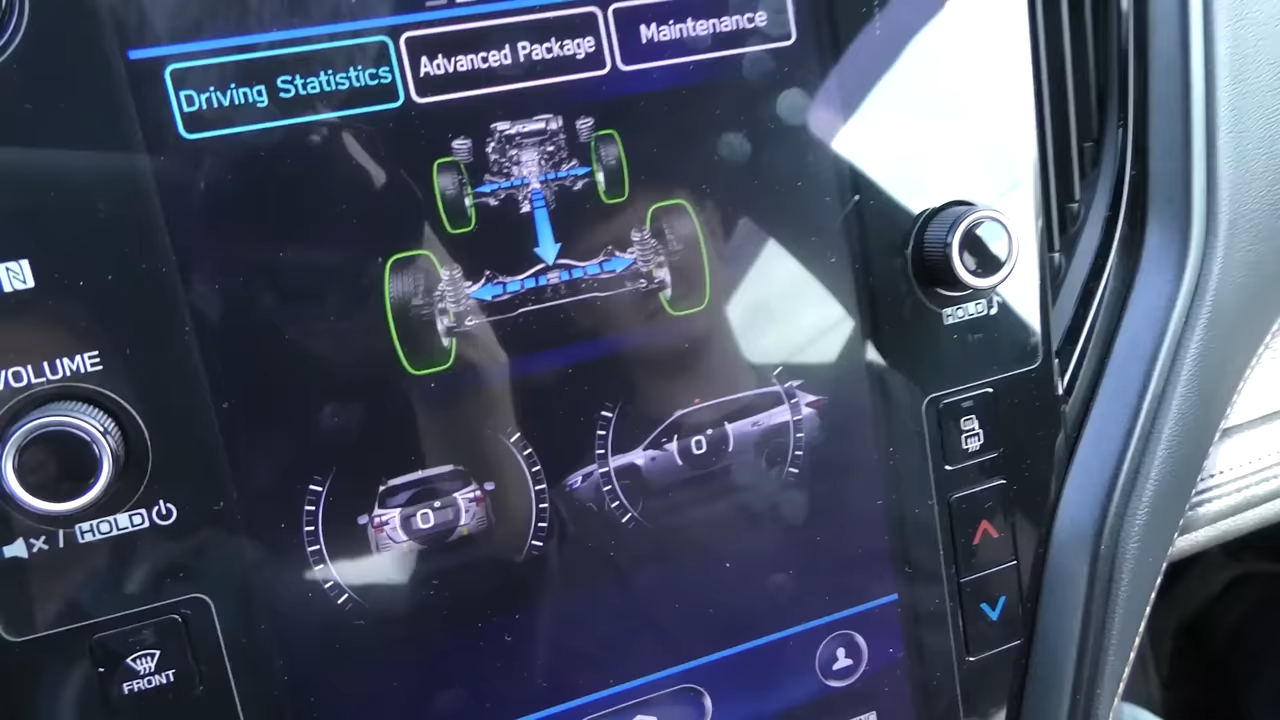 Driving Statistics
Advanced Package
Maintenance
VOLUME
HOLD
HOLD
0°
0°
FRONT